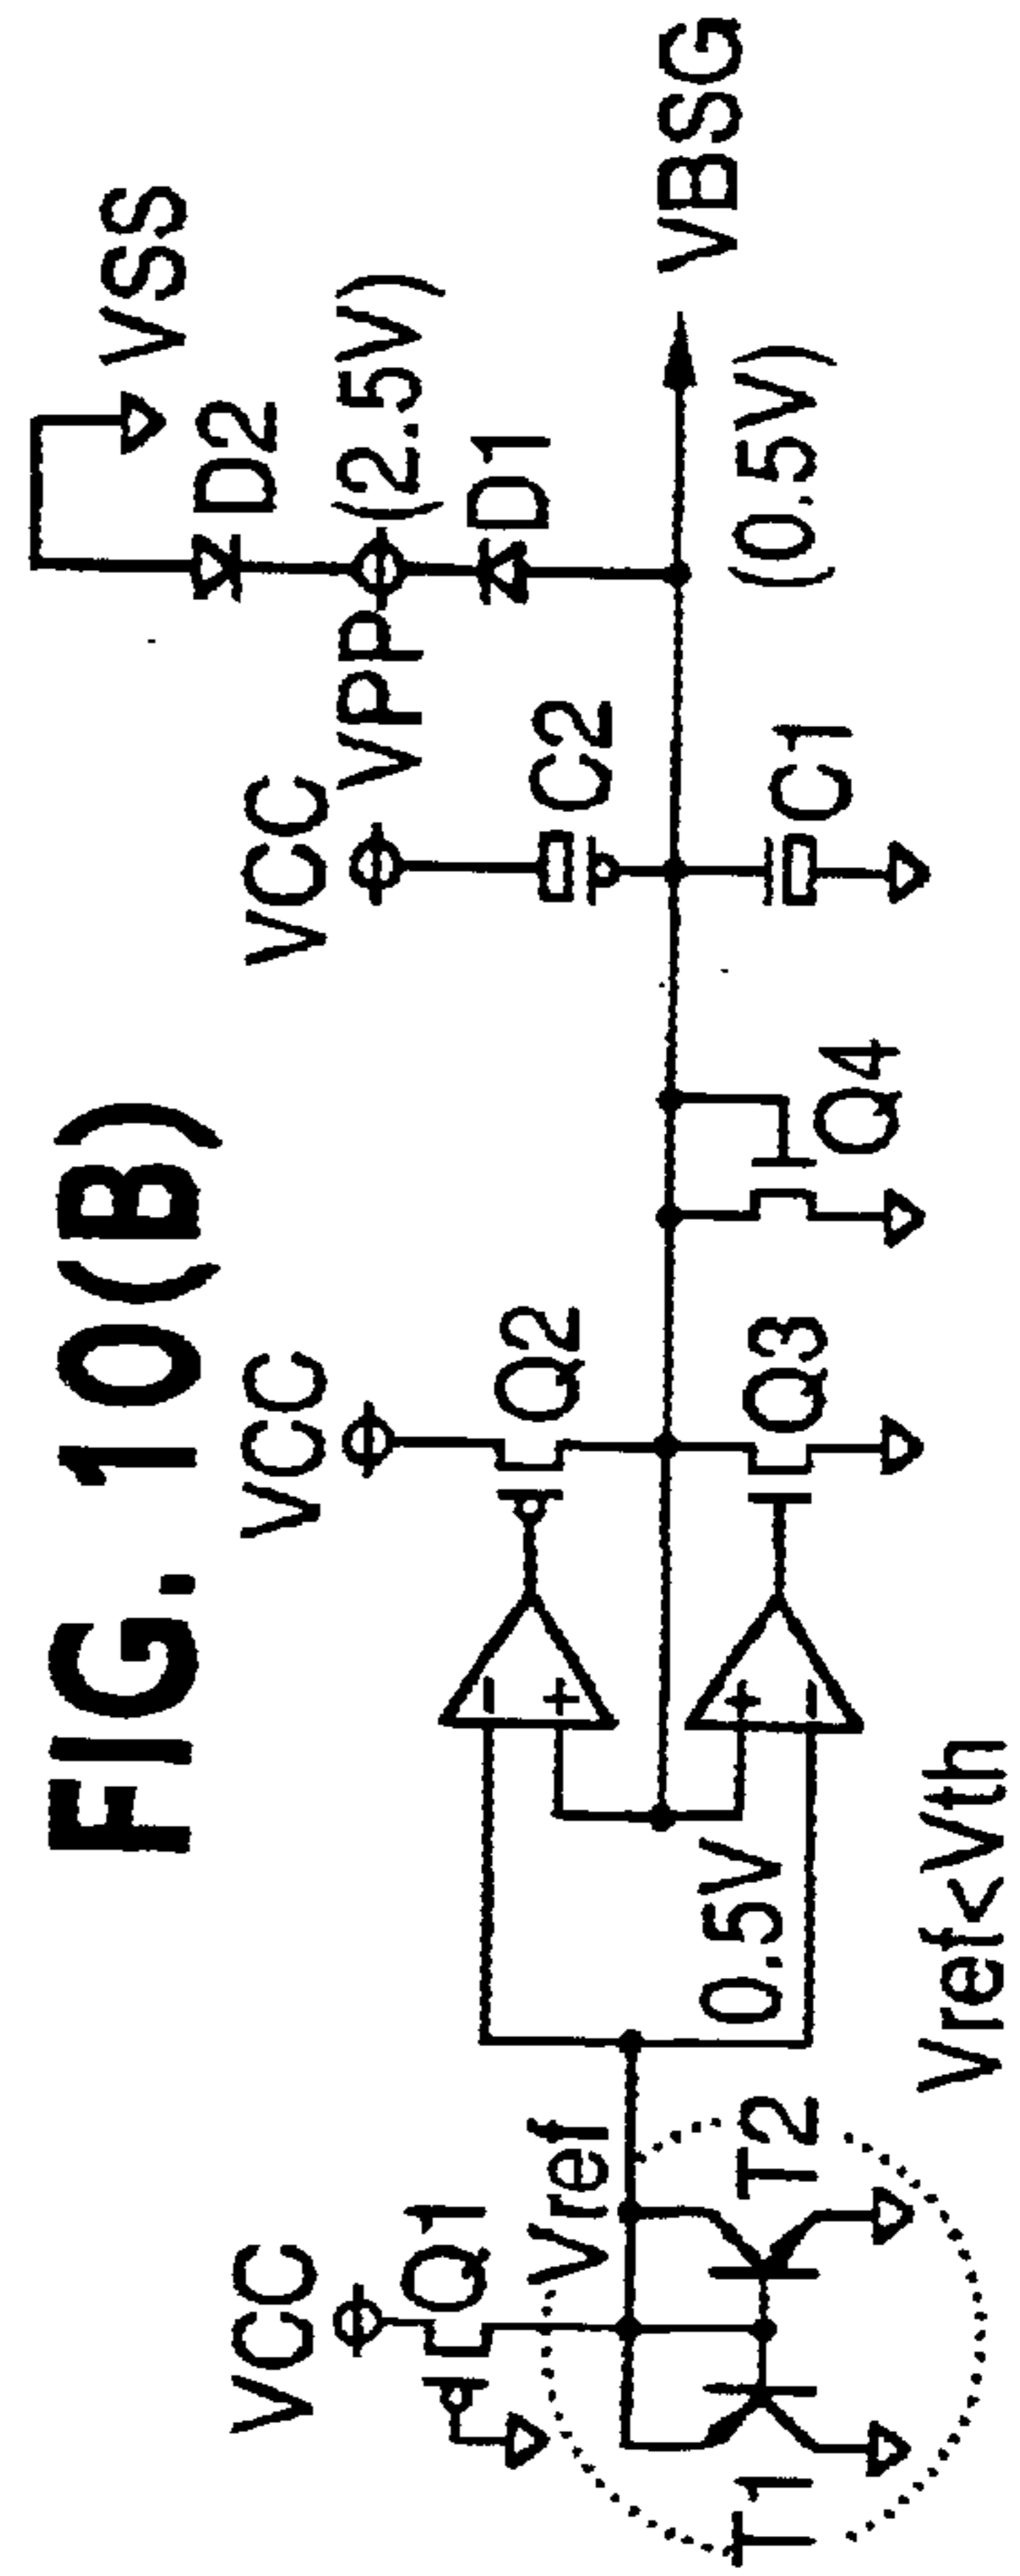 FIG. 10(B)
VCC
Q1
Vref
T1
T2
Vref<Vth
0.5V
-
+
+
-
VCC
Q2
Q3
Q4
VCC
C2
C1
VSS
D2
VPP
(2.5V)
D1
(0.5V)
VBSG